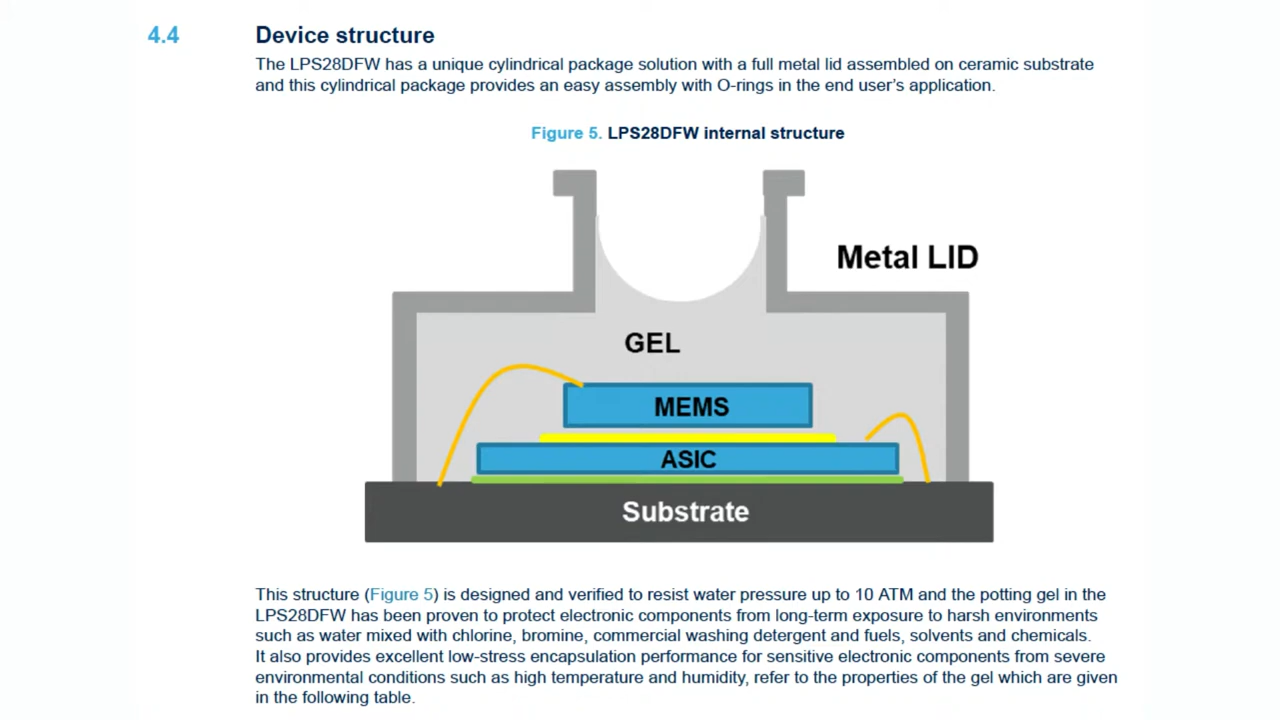 4.4 Device structure
The LPS28DFW has a unique cylindrical package solution with a full metal lid assembled on ceramic substrate
and this cylindrical package provides an easy assembly with O-rings in the end user's application.
Figure 5. LPS28DFW internal structure
Metal LID
GEL
MEMS
ASIC
Substrate
This structure (Figure 5) is designed and verified to resist water pressure up to 10 ATM and the potting gel in the
LPS28DFW has been proven to protect electronic components from long-term exposure to harsh environments
such as water mixed with chlorine, bromine, commercial washing detergent and fuels, solvents and chemicals.
It also provides excellent low-stress encapsulation performance for sensitive electronic components from severe
environmental conditions such as high temperature and humidity, refer to the properties of the gel which are given
in the following table.